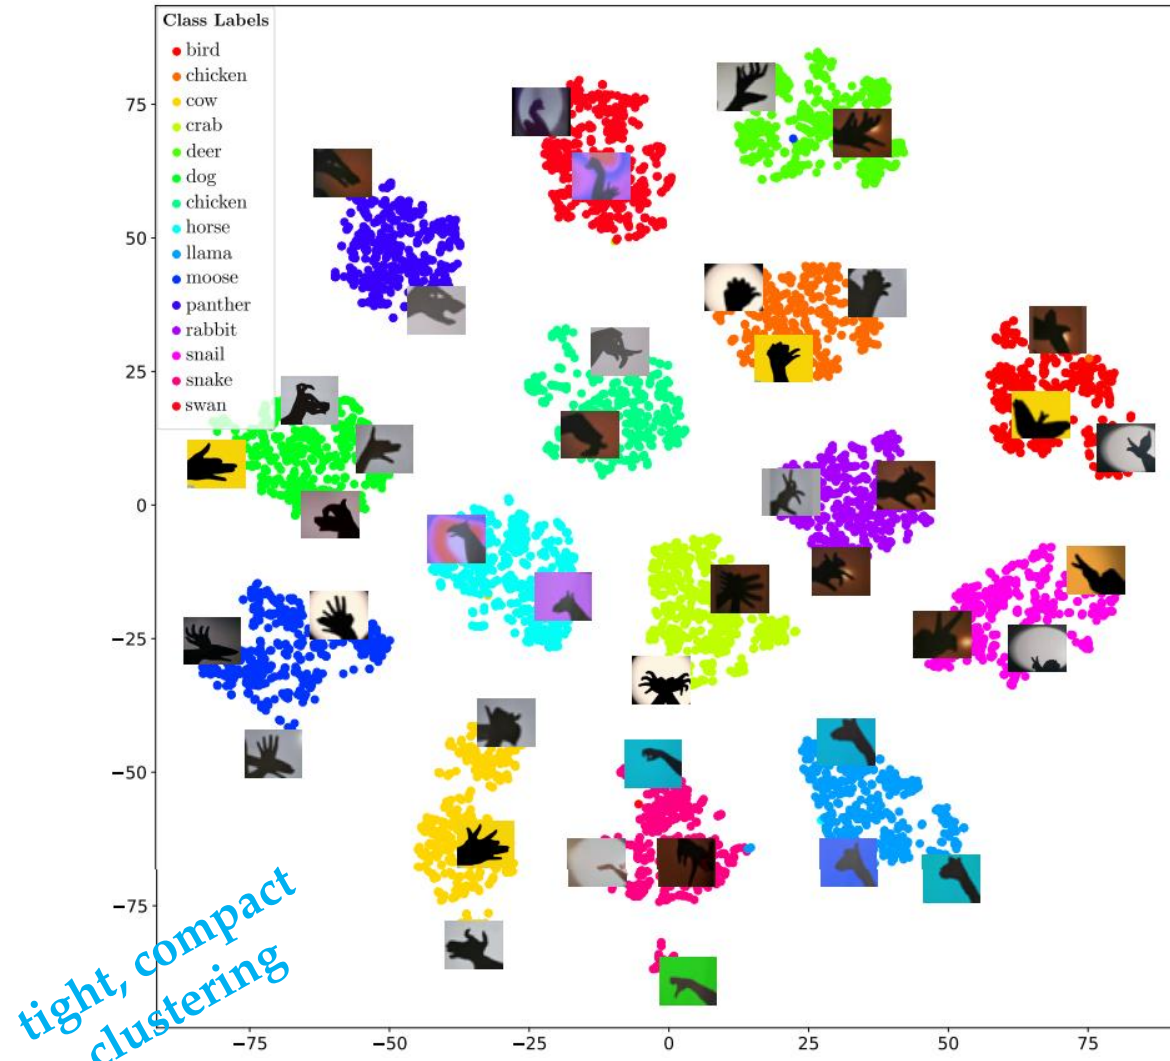 Class Labels
bird
chicken
cow
crab
deer
dog
chicken
horse
llama
moose
panther
rabbit
snail
snake
swan
75
50
25
0
−25
−50
−75
−75
−50
−25
0
25
50
75
tight, compact
clustering